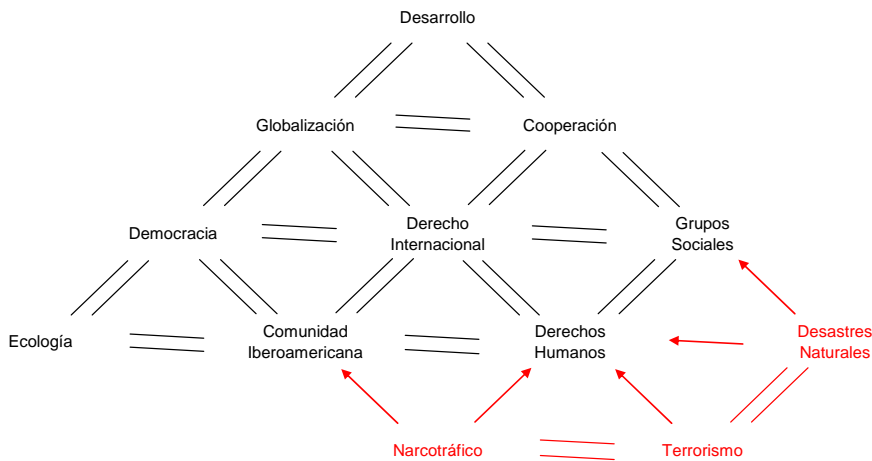 Desarrollo
Globalización
Cooperación
Democracia
Derecho
Internacional
Grupos
Sociales
Ecología
Comunidad
Iberoamericana
Derechos
Humanos
Desastres
Naturales
Narcotráfico
Terrorismo